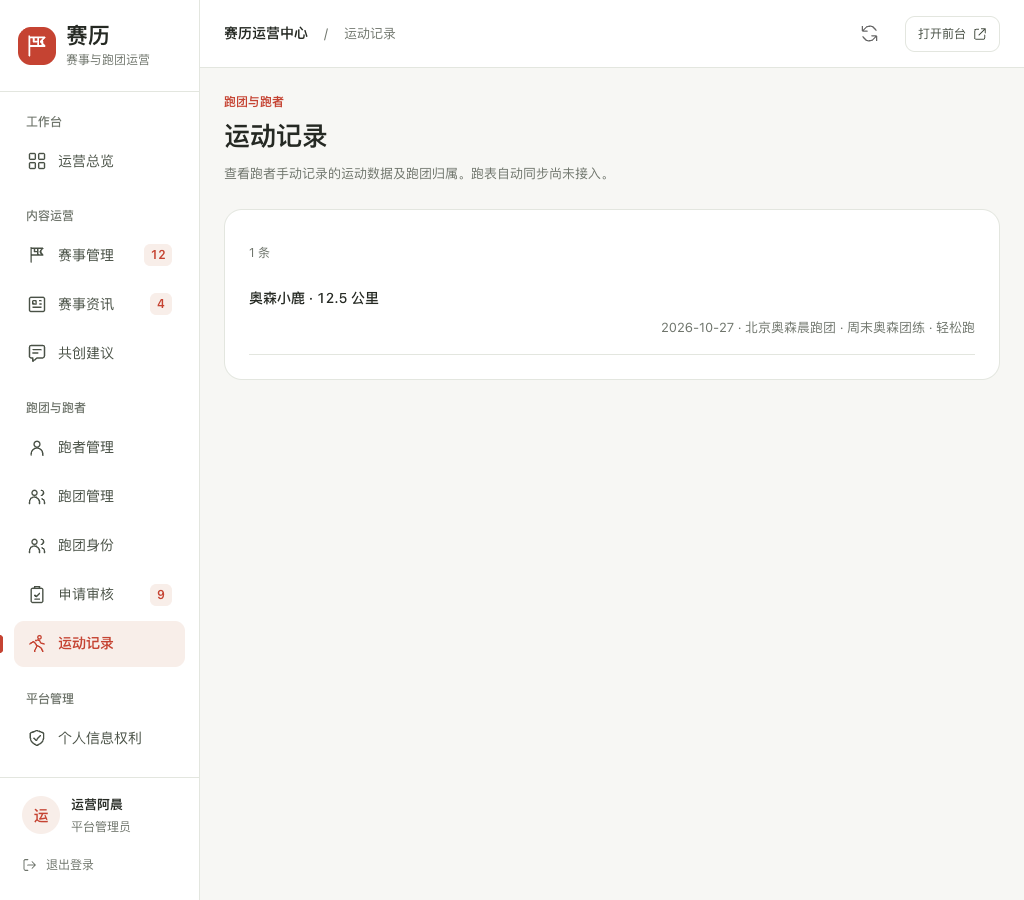 赛历
赛事与跑团运营
工作台
运营总览
内容运营
赛事管理 12
赛事资讯 4
共创建议
跑团与跑者
跑者管理
跑团管理
跑团身份
申请审核 9
运动记录
平台管理
个人信息权利
运
运营阿晨
平台管理员
退出登录
赛历运营中心 / 运动记录
打开前台
跑团与跑者
运动记录
查看跑者手动记录的运动数据及跑团归属。跑表自动同步尚未接入。
1 条
奥森小鹿 · 12.5 公里
2026-10-27 · 北京奥森晨跑团 · 周末奥森团练 · 轻松跑